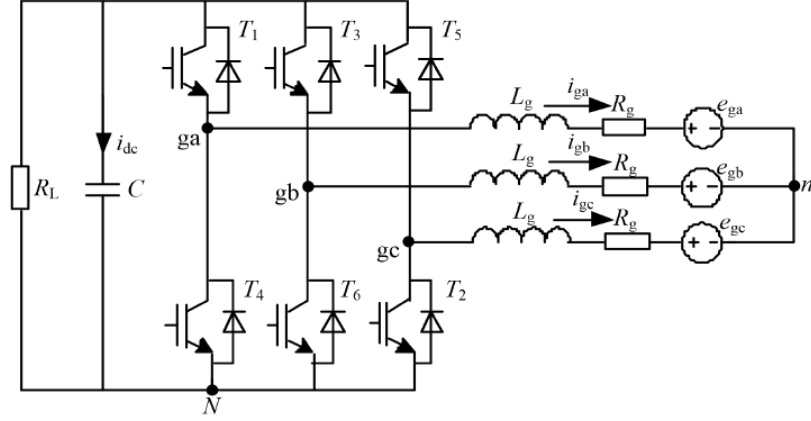 T1 T3 T5
Lg iga Rg ega
ga
idc
Lg igb Rg egb
RL C gb n
Lg igc Rg egc
gc
T4 T6 T2
N